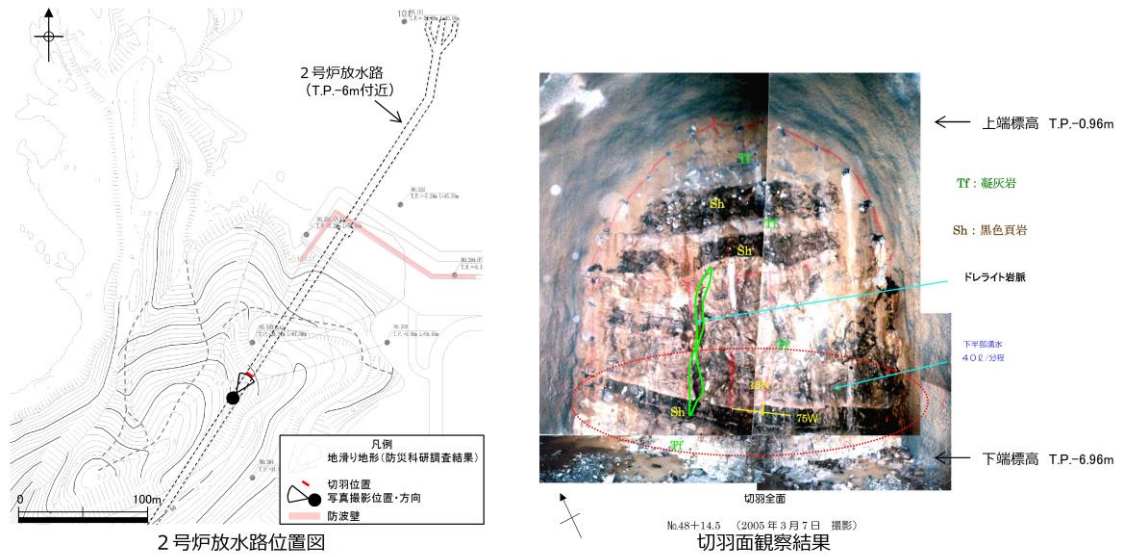 ２号炉放水路
（T.P.-6m付近）
凡例
地滑り地形（防災科研調査結果）
切羽位置
写真撮影位置・方向
防波壁
0
100m
２号炉放水路位置図
上端標高 T.P.-0.96m
Tf：凝灰岩
Sh：黒色頁岩
ドレライト岩脈
下半部湧水
４０ℓ/分程
下端標高 T.P.-6.96m
Tf
Sh
Tf
Sh
Tf
15N
75W
Sh
Tf
切羽全面
No.48＋14.5 （2005 年 3 月 7 日 撮影）
切羽面観察結果